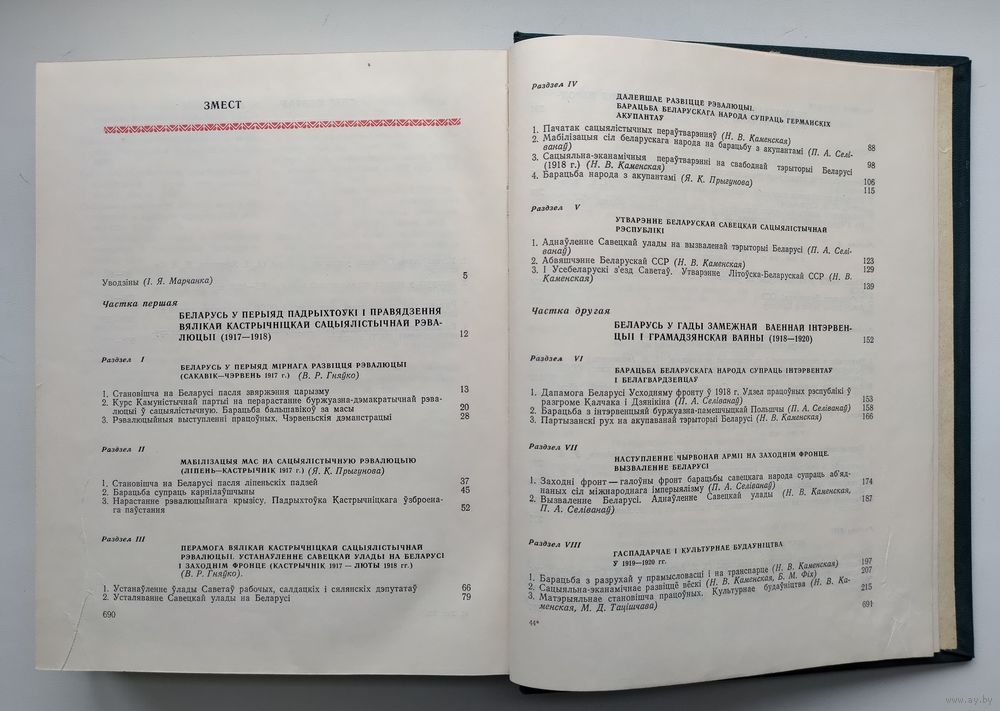 ЗМЕСТ
Уводзіны (І. Я. Марчанка) 5
Частка першая
БЕЛАРУСЬ У ПЕРЫЯД ПАДРЫХТОЎКІ І ПРАВЯДЗЕННЯ
ВЯЛІКАЙ КАСТРЫЧНІЦКАЙ САЦЫЯЛІСТЫЧНАЙ РЭВА-
ЛЮЦЫІ (1917—1918) 12
Раздзел I
БЕЛАРУСЬ У ПЕРЫЯД МІРНАГА РАЗВІЦЦЯ РЭВАЛЮЦЫІ
(САКАВІК—ЧЭРВЕНЬ 1917 г.) (В. Р. Гняўко)
1. Становішча на Беларусі пасля звяржэння царызму 13
2. Курс Камуністычнай партыі на перарастанне буржуазна-дэмакратычнай рэва-
люцыі ў сацыялістычную. Барацьба бальшавікоў за масы 20
3. Рэвалюцыйныя выступленні працоўных. Чэрвеньскія дэманстрацыі 28
Раздзел II
МАБІЛІЗАЦЫЯ МАС НА САЦЫЯЛІСТЫЧНУЮ РЭВАЛЮЦЫЮ
(ЛІПЕНЬ—КАСТРЫЧНІК 1917 г.) (Я. К. Прыгунова)
1. Становішча на Беларусі пасля ліпеньскіх падзей 37
2. Барацьба супраць карнілаўшчыны 45
3. Нарастанне рэвалюцыйнага крызісу. Падрыхтоўка Кастрычніцкага ўзброена-
га паўстання 52
Раздзел III
ПЕРАМОГА ВЯЛІКАЙ КАСТРЫЧНІЦКАЙ САЦЫЯЛІСТЫЧНАЙ
РЭВАЛЮЦЫІ. УСТАНАЎЛЕННЕ САВЕЦКАЙ УЛАДЫ НА БЕЛАРУСІ
І ЗАХОДНІМ ФРОНЦЕ (КАСТРЫЧНІК 1917 — ЛЮТЫ 1918 гг.)
(В. Р. Гняўко).
1. Устанаўленне ўлады Саветаў рабочых, салдацкіх і сялянскіх дэпутатаў 66
2. Усталяванне Савецкай улады на Беларусі 79
690
Раздзел IV
ДАЛЕЙШАЕ РАЗВІЦЦЕ РЭВАЛЮЦЫІ.
БАРАЦЬБА БЕЛАРУСКАГА НАРОДА СУПРАЦЬ ГЕРМАНСКІХ
АКУПАНТАЎ
1. Пачатак сацыялістычных пераўтварэнняў (Н. В. Каменская) 88
2. Мабілізацыя сіл беларускага народа на барацьбу з акупантамі (П. А. Селі-
ванаў) 98
3. Сацыяльна-эканамічныя пераўтварэнні на свабоднай тэрыторыі Беларусі
(1918 г.) (Н. В. Каменская) 106
4. Барацьба народа з акупантамі (Я. К. Прыгунова) 115
Раздзел V
УТВАРЭННЕ БЕЛАРУСКАЙ САВЕЦКАЙ САЦЫЯЛІСТЫЧНАЙ
РЭСПУБЛІКІ
1. Аднаўленне Савецкай улады на вызваленай тэрыторыі Беларусі (П. А. Селі-
ванаў) 123
2. Абвяшчэнне Беларускай ССР (Н. В. Каменская) 129
3. І Усебеларускі з'езд Саветаў. Утварэнне Літоўска-Беларускай ССР (Н. В.
Каменская) 139
Частка другая
БЕЛАРУСЬ У ГАДЫ ЗАМЕЖНАЙ ВАЕННАЙ ІНТЭРВЕН-
ЦЫІ І ГРАМАДЗЯНСКАЙ ВАЙНЫ (1918—1920) 152
Раздзел VI
БАРАЦЬБА БЕЛАРУСКАГА НАРОДА СУПРАЦЬ ІНТЭРВЕНТАЎ
І БЕЛАГВАРДЗЕЙЦАЎ
1. Дапамога Беларусі Усходняму фронту ў 1918 г. Удзел працоўных рэспублікі ў
разгроме Калчака і Дзянікіна (П. А. Селіванаў) 153
2. Барацьба з інтэрвенцыяй буржуазна-памешчыцкай Польшчы (П. А. Селіванаў) 158
3. Партызанскі рух на акупаванай тэрыторыі Беларусі (Н. В. Каменская) 166
Раздзел VII
НАСТУПЛЕННЕ ЧЫРВОНАЙ АРМІІ НА ЗАХОДНІМ ФРОНЦЕ.
ВЫЗВАЛЕННЕ БЕЛАРУСІ
1. Заходні фронт — галоўны фронт барацьбы савецкага народа супраць аб'яд-
наных сіл міжнароднага імперыялізму (П. А. Селіванаў) 174
2. Вызваленне Беларусі. Аднаўленне Савецкай улады (Н. В. Каменская,
П. А. Селіванаў) 187
Раздзел VIII
ГАСПАДАРЧАЕ І КУЛЬТУРНАЕ БУДАЎНІЦТВА
У 1919—1920 гг.
1. Барацьба з разрухай у прамысловасці і на транспарце (Н. В. Каменская) 197
2. Сацыяльна-эканамічнае развіццё вёскі (Н. В. Каменская, Б. М. Фіх) 207
3. Матэрыяльнае становішча працоўных. Культурнае будаўніцтва (Н. В. Ка-
менская, М. Д. Тацішчава) 215
691
44*
www.ay.by